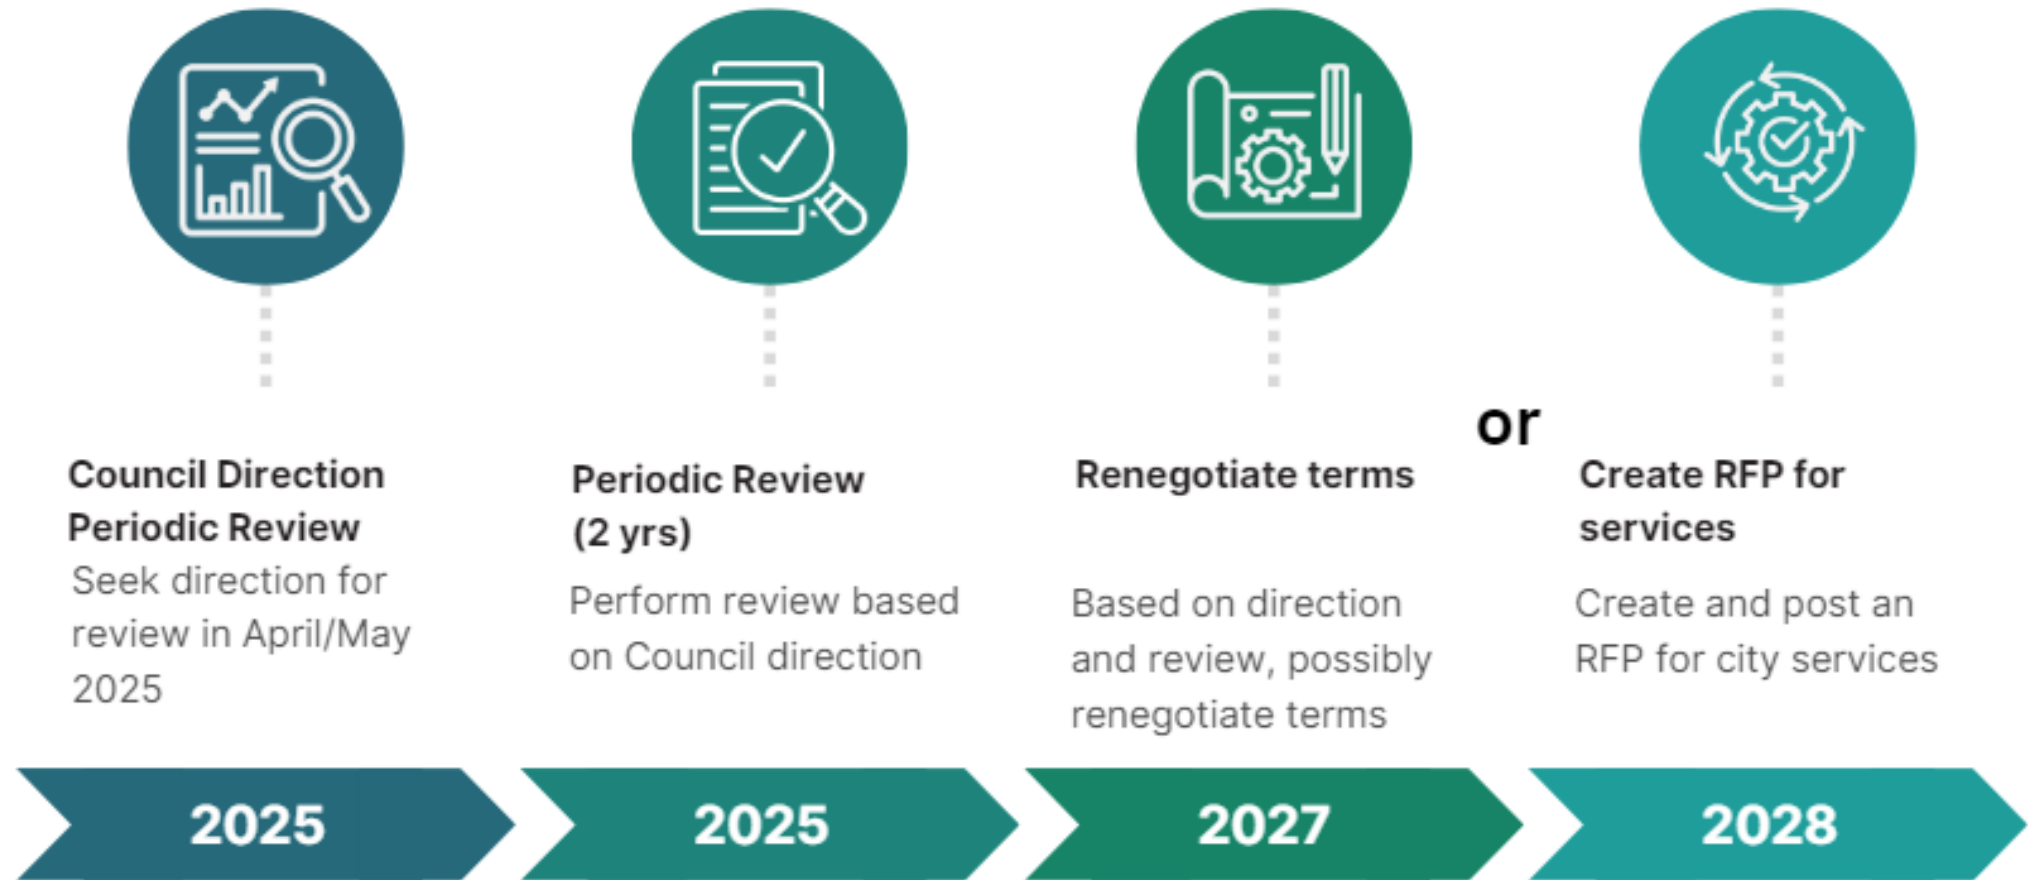 Council Direction
Periodic Review
Seek direction for
review in April/May
2025
Periodic Review
(2 yrs)
Perform review based
on Council direction
Renegotiate terms
Based on direction
and review, possibly
renegotiate terms
or
Create RFP for
services
Create and post an
RFP for city services
2025
2025
2027
2028